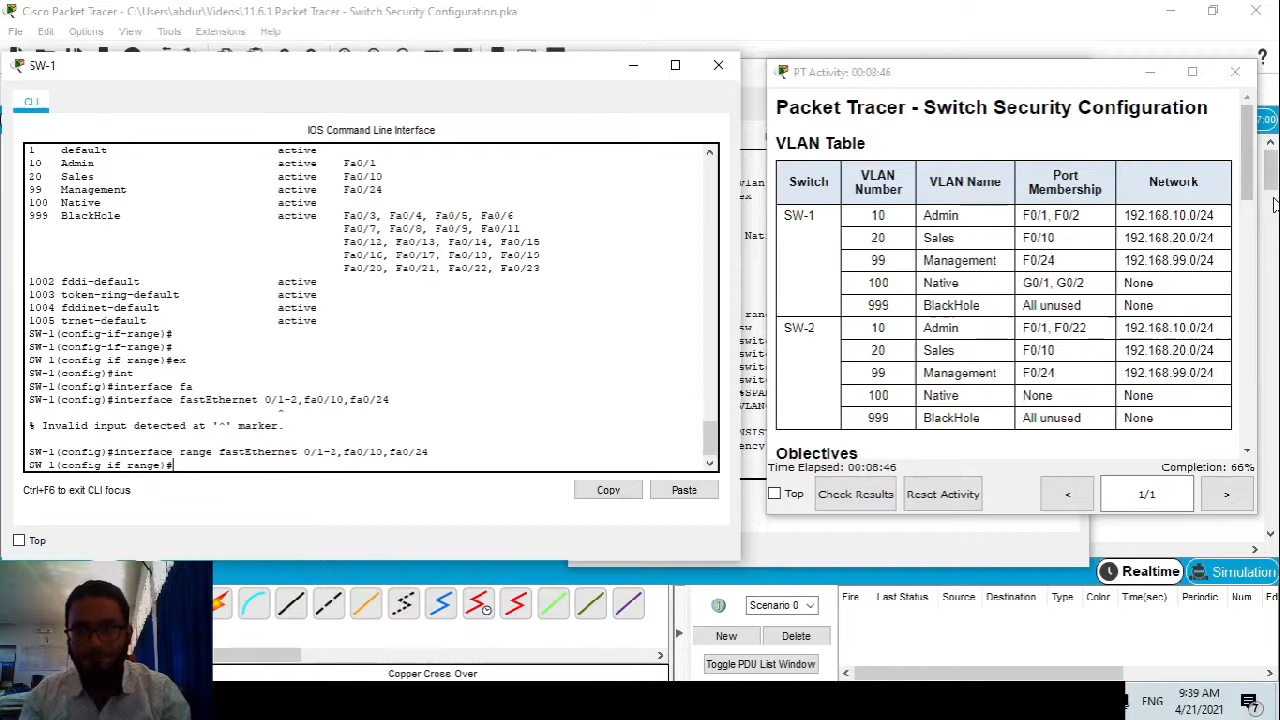 Cisco Packet Tracer - C:\Users\abdur\Videos\11.6.1 Packet Tracer - Switch Security Configuration.pka
File Edit Options View Tools Extensions Help
SW-1
CLI
IOS Command Line Interface
1 default active
10 Admin active Fa0/1
20 Sales active Fa0/10
99 Management active Fa0/24
100 Native active
999 BlackHole active Fa0/3, Fa0/4, Fa0/5, Fa0/6
Fa0/7, Fa0/8, Fa0/9, Fa0/11
Fa0/12, Fa0/13, Fa0/14, Fa0/15
Fa0/16, Fa0/17, Fa0/18, Fa0/19
Fa0/20, Fa0/21, Fa0/22, Fa0/23
1002 fddi-default active
1003 token-ring-default active
1004 fddinet-default active
1005 trnet-default active
SW-1(config-if-range)#
SW-1(config-if-range)#
SW-1(config-if-range)#ex
SW-1(config)#int
SW-1(config)#interface fa
SW-1(config)#interface fastEthernet 0/1-2,fa0/10,fa0/24
^
% Invalid input detected at '^' marker.
SW-1(config)#interface range fastEthernet 0/1-2,fa0/10,fa0/24
SW-1(config-if-range)#
Ctrl+F6 to exit CLI focus
Copy
Paste
Top
PT Activity: 00:08:46
Packet Tracer - Switch Security Configuration
VLAN Table
Switch VLAN Number VLAN Name Port Membership Network
SW-1 10 Admin F0/1, F0/2 192.168.10.0/24
20 Sales F0/10 192.168.20.0/24
99 Management F0/24 192.168.99.0/24
100 Native G0/1, G0/2 None
999 BlackHole All unused None
SW-2 10 Admin F0/1, F0/22 192.168.10.0/24
20 Sales F0/10 192.168.20.0/24
99 Management F0/24 192.168.99.0/24
100 Native None None
999 BlackHole All unused None
Objectives
Time Elapsed: 00:08:46 Completion: 66%
Top Check Results Reset Activity < 1/1 >
7:00
Realtime Simulation
Scenario 0
New Delete
Toggle PDU List Window
Fire Last Status Source Destination Type Color Time(sec) Periodic Num Ed
Copper Cross Over
ENG
9:39 AM
4/21/2021
7